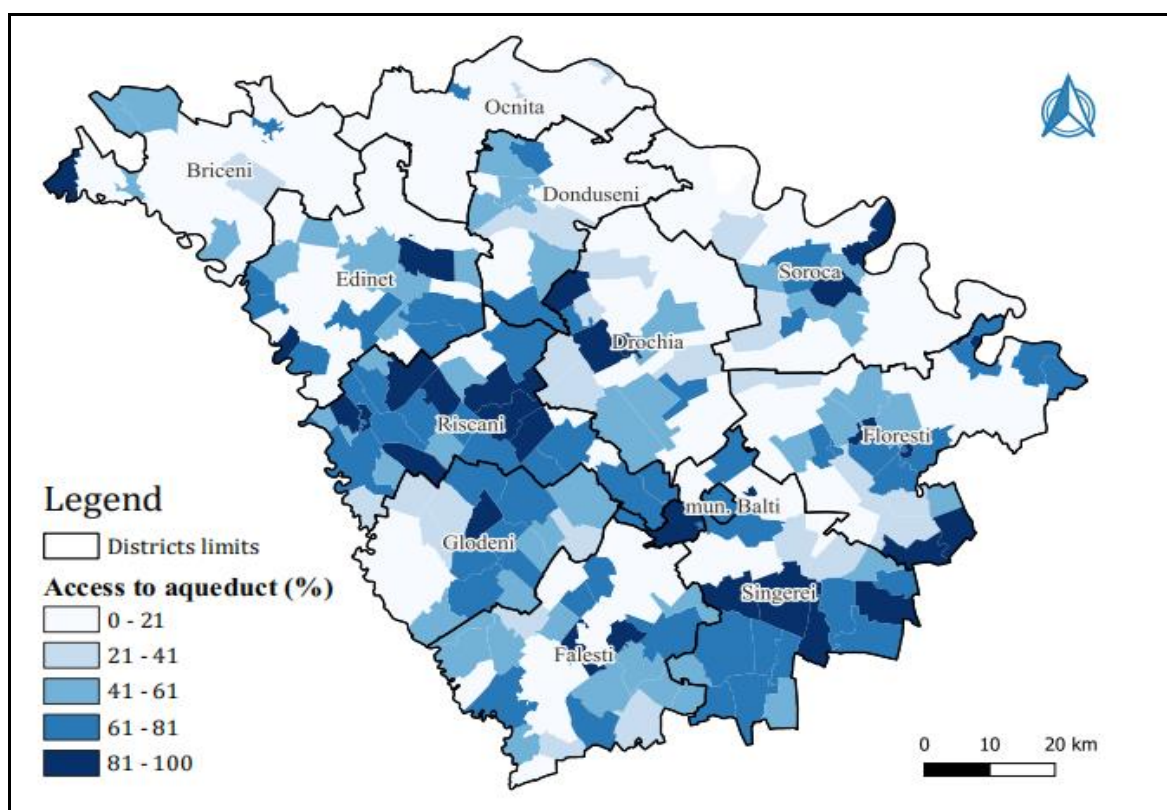 Ocnita
Briceni
Donduseni
Edinet
Soroca
Drochia
Riscani
Floresti
mun. Balti
Glodeni
Singerei
Falesti
Legend
Districts limits
Access to aqueduct (%)
0 - 21
21 - 41
41 - 61
61 - 81
81 - 100
0 10 20 km